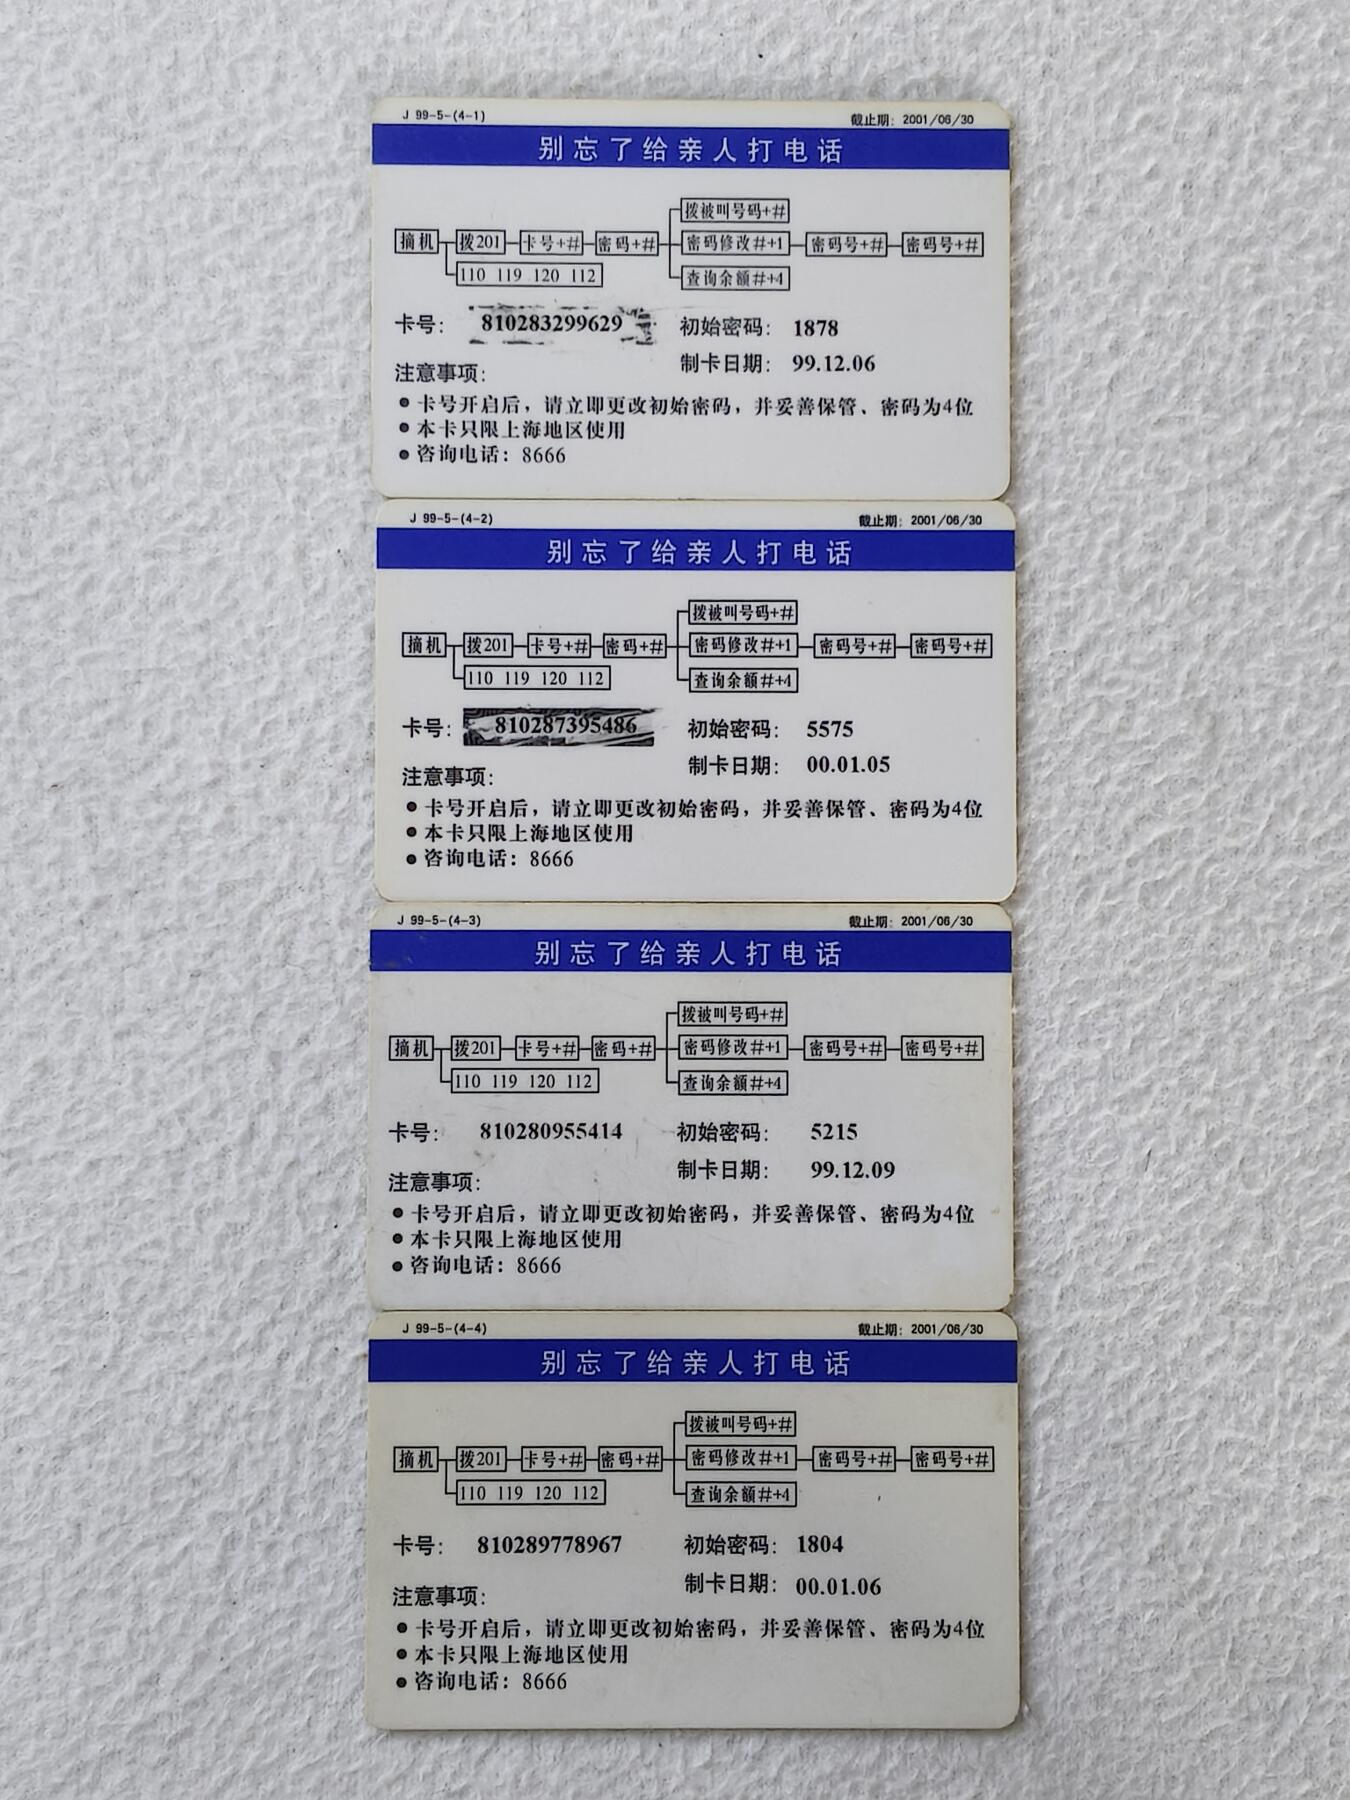 J 99-5-(4-1) 截止期：2001/06/30
别忘了给亲人打电话
拨被叫号码+#
摘机 拨201 卡号+# 密码+# 密码修改#+1 密码号+# 密码号+#
110 119 120 112 查询余额#+4
卡号： 810283299629 初始密码： 1878
制卡日期： 99.12.06
注意事项：
● 卡号开启后，请立即更改初始密码，并妥善保管、密码为4位
● 本卡只限上海地区使用
● 咨询电话：8666
J 99-5-(4-2) 截止期：2001/06/30
别忘了给亲人打电话
拨被叫号码+#
摘机 拨201 卡号+# 密码+# 密码修改#+1 密码号+# 密码号+#
110 119 120 112 查询余额#+4
卡号： 810287395486 初始密码： 5575
制卡日期： 00.01.05
注意事项：
● 卡号开启后，请立即更改初始密码，并妥善保管、密码为4位
● 本卡只限上海地区使用
● 咨询电话：8666
J 99-5-(4-3) 截止期：2001/06/30
别忘了给亲人打电话
拨被叫号码+#
摘机 拨201 卡号+# 密码+# 密码修改#+1 密码号+# 密码号+#
110 119 120 112 查询余额#+4
卡号： 810280955414 初始密码： 5215
制卡日期： 99.12.09
注意事项：
● 卡号开启后，请立即更改初始密码，并妥善保管、密码为4位
● 本卡只限上海地区使用
● 咨询电话：8666
J 99-5-(4-4) 截止期：2001/06/30
别忘了给亲人打电话
拨被叫号码+#
摘机 拨201 卡号+# 密码+# 密码修改#+1 密码号+# 密码号+#
110 119 120 112 查询余额#+4
卡号： 810289778967 初始密码： 1804
制卡日期： 00.01.06
注意事项：
● 卡号开启后，请立即更改初始密码，并妥善保管、密码为4位
● 本卡只限上海地区使用
● 咨询电话：8666